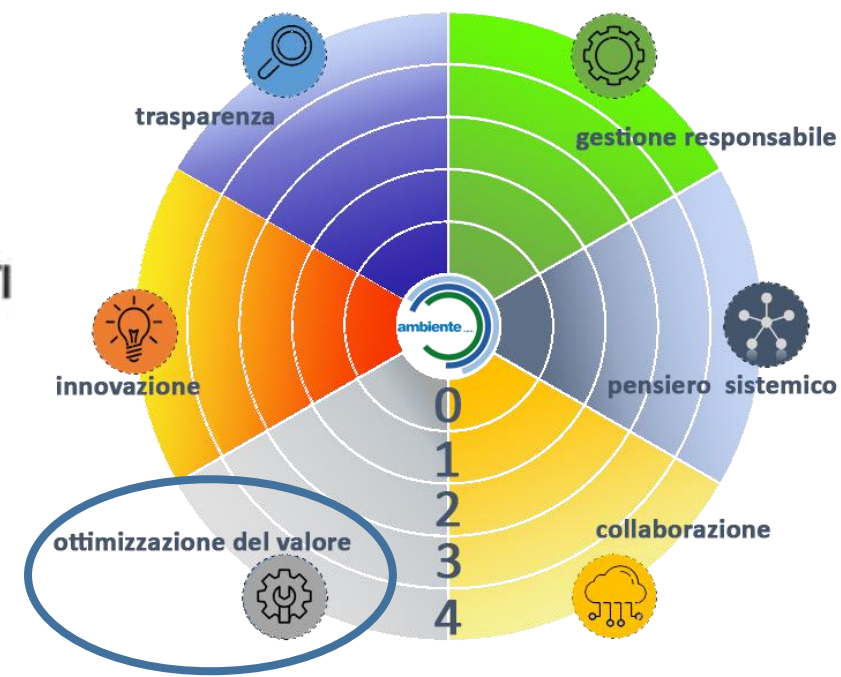 trasparenza
gestione responsabile
ambiente
innovazione
pensiero sistemico
0
1
2
3
4
ottimizzazione del valore
collaborazione